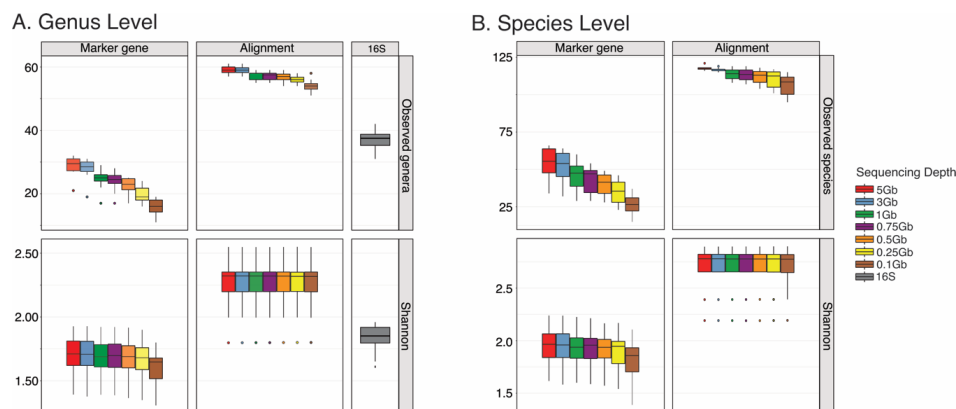 A. Genus Level
Marker gene
Alignment
16S
60
40
20
Observed genera
2.50
2.00
1.50
Shannon
B. Species Level
Marker gene
Alignment
125
75
25
Observed species
2.5
2.0
1.5
Shannon
Sequencing Depth
5Gb
3Gb
1Gb
0.75Gb
0.5Gb
0.25Gb
0.1Gb
16S